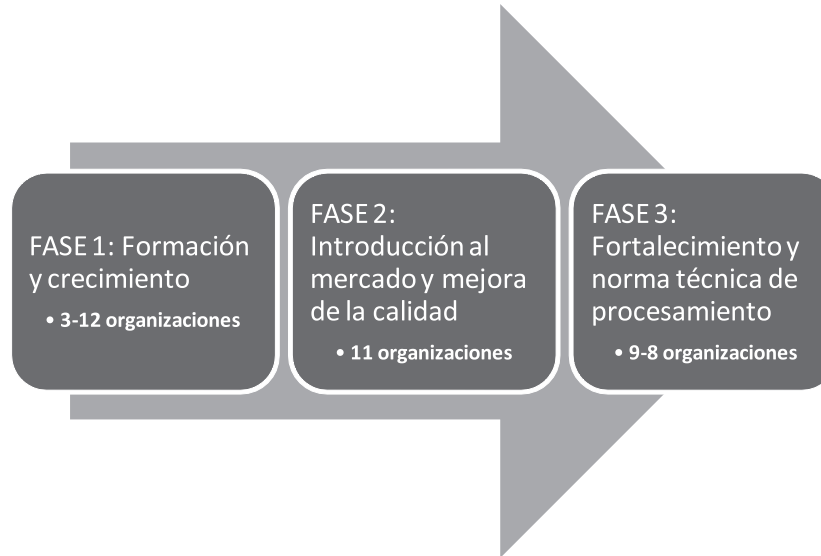 FASE 1: Formación
y crecimiento
• 3-12 organizaciones
FASE 2:
Introducción al
mercado y mejora
de la calidad
• 11 organizaciones
FASE 3:
Fortalecimiento y
norma técnica de
procesamiento
• 9-8 organizaciones